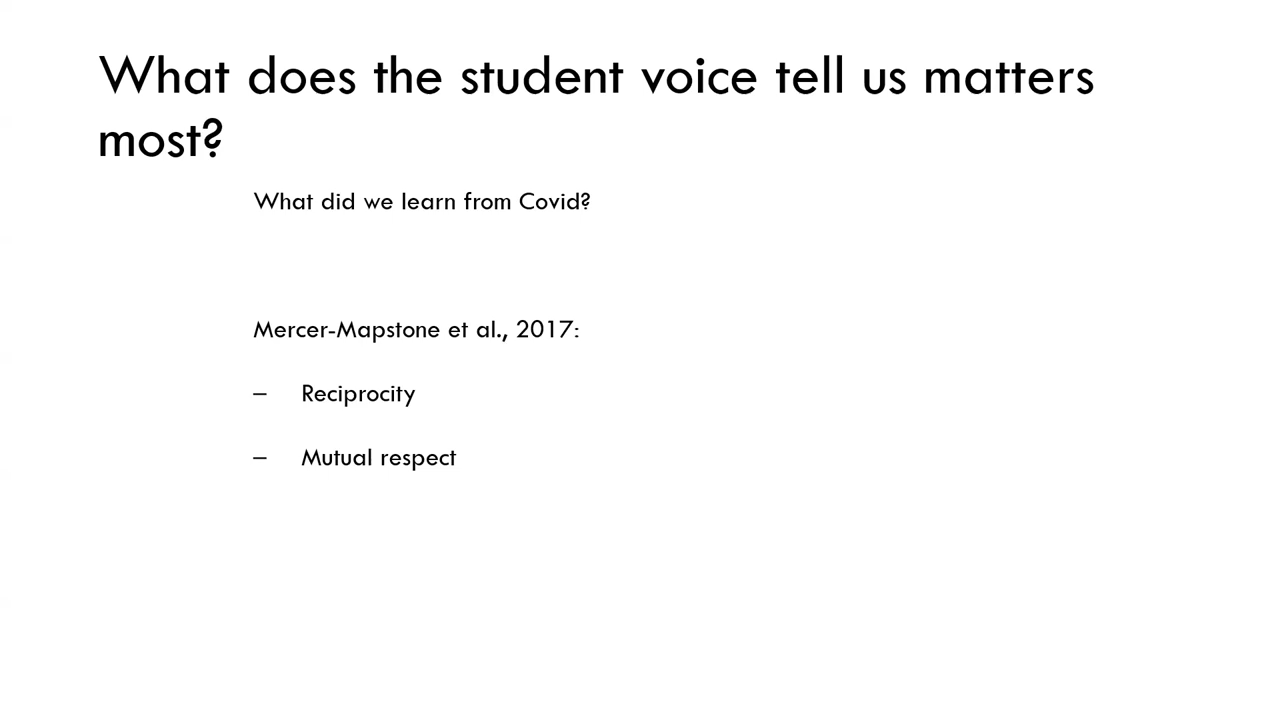 What does the student voice tell us matters
most?
What did we learn from Covid?
Mercer-Mapstone et al., 2017:
– Reciprocity
– Mutual respect